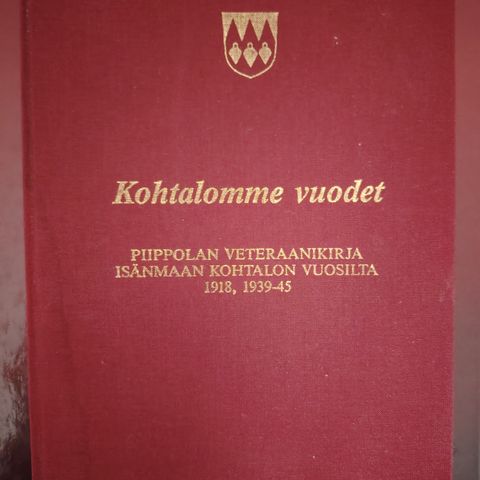 Kohtalomme vuodet
PIIPPOLAN VETERAANIKIRJA
ISÄNMAAN KOHTALON VUOSILTA
1918, 1939-45